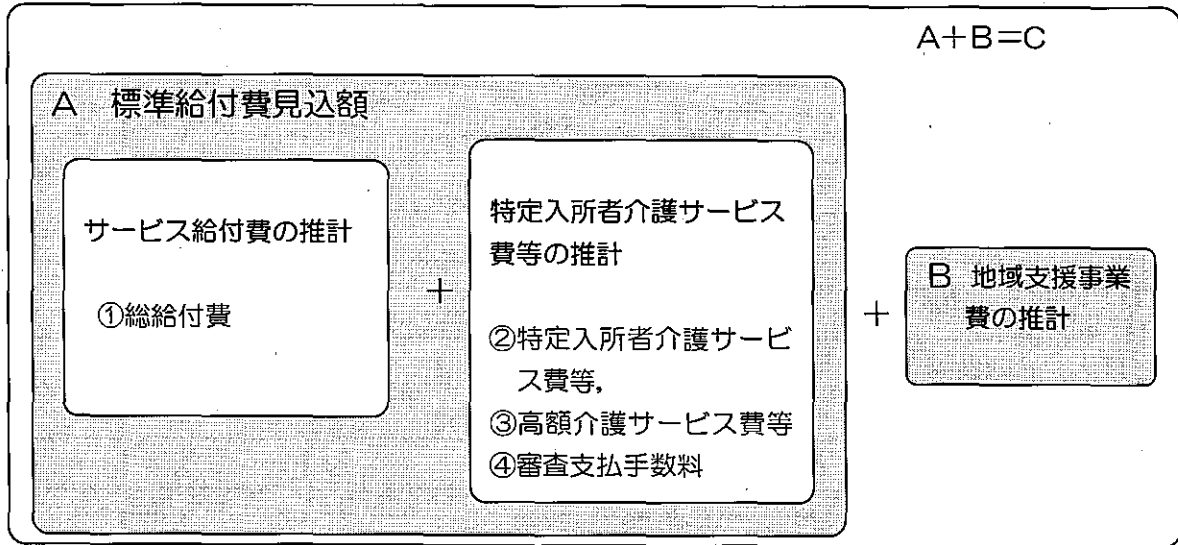 A+B=C
A 標準給付費見込額
サービス給付費の推計
①総給付費
+
特定入所者介護サービス
費等の推計
②特定入所者介護サービ
ス費等,
③高額介護サービス費等
④審査支払手数料
+
B 地域支援事業
費の推計